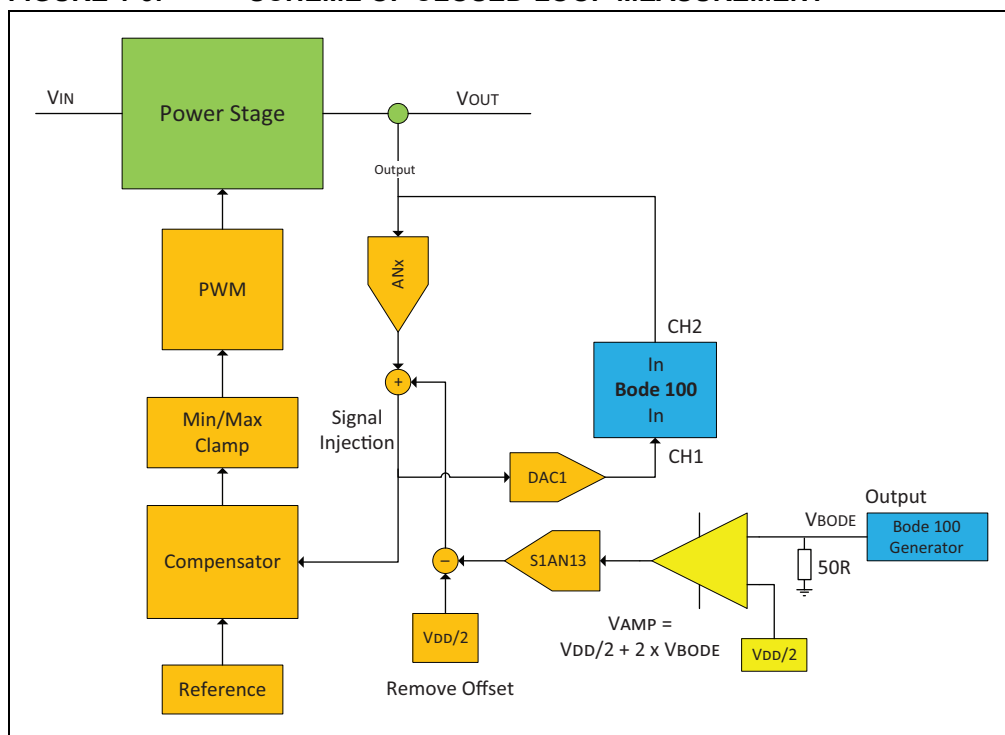 VIN
Power Stage
VOUT
Output
ANx
PWM
CH2
In
Bode 100
In
CH1
+
Signal
Injection
Min/Max
Clamp
DAC1
Output
VBODE
Bode 100
Generator
Compensator
−
S1AN13
50R
VDD/2
VAMP =
VDD/2 + 2 x VBODE
VDD/2
Reference
Remove Offset